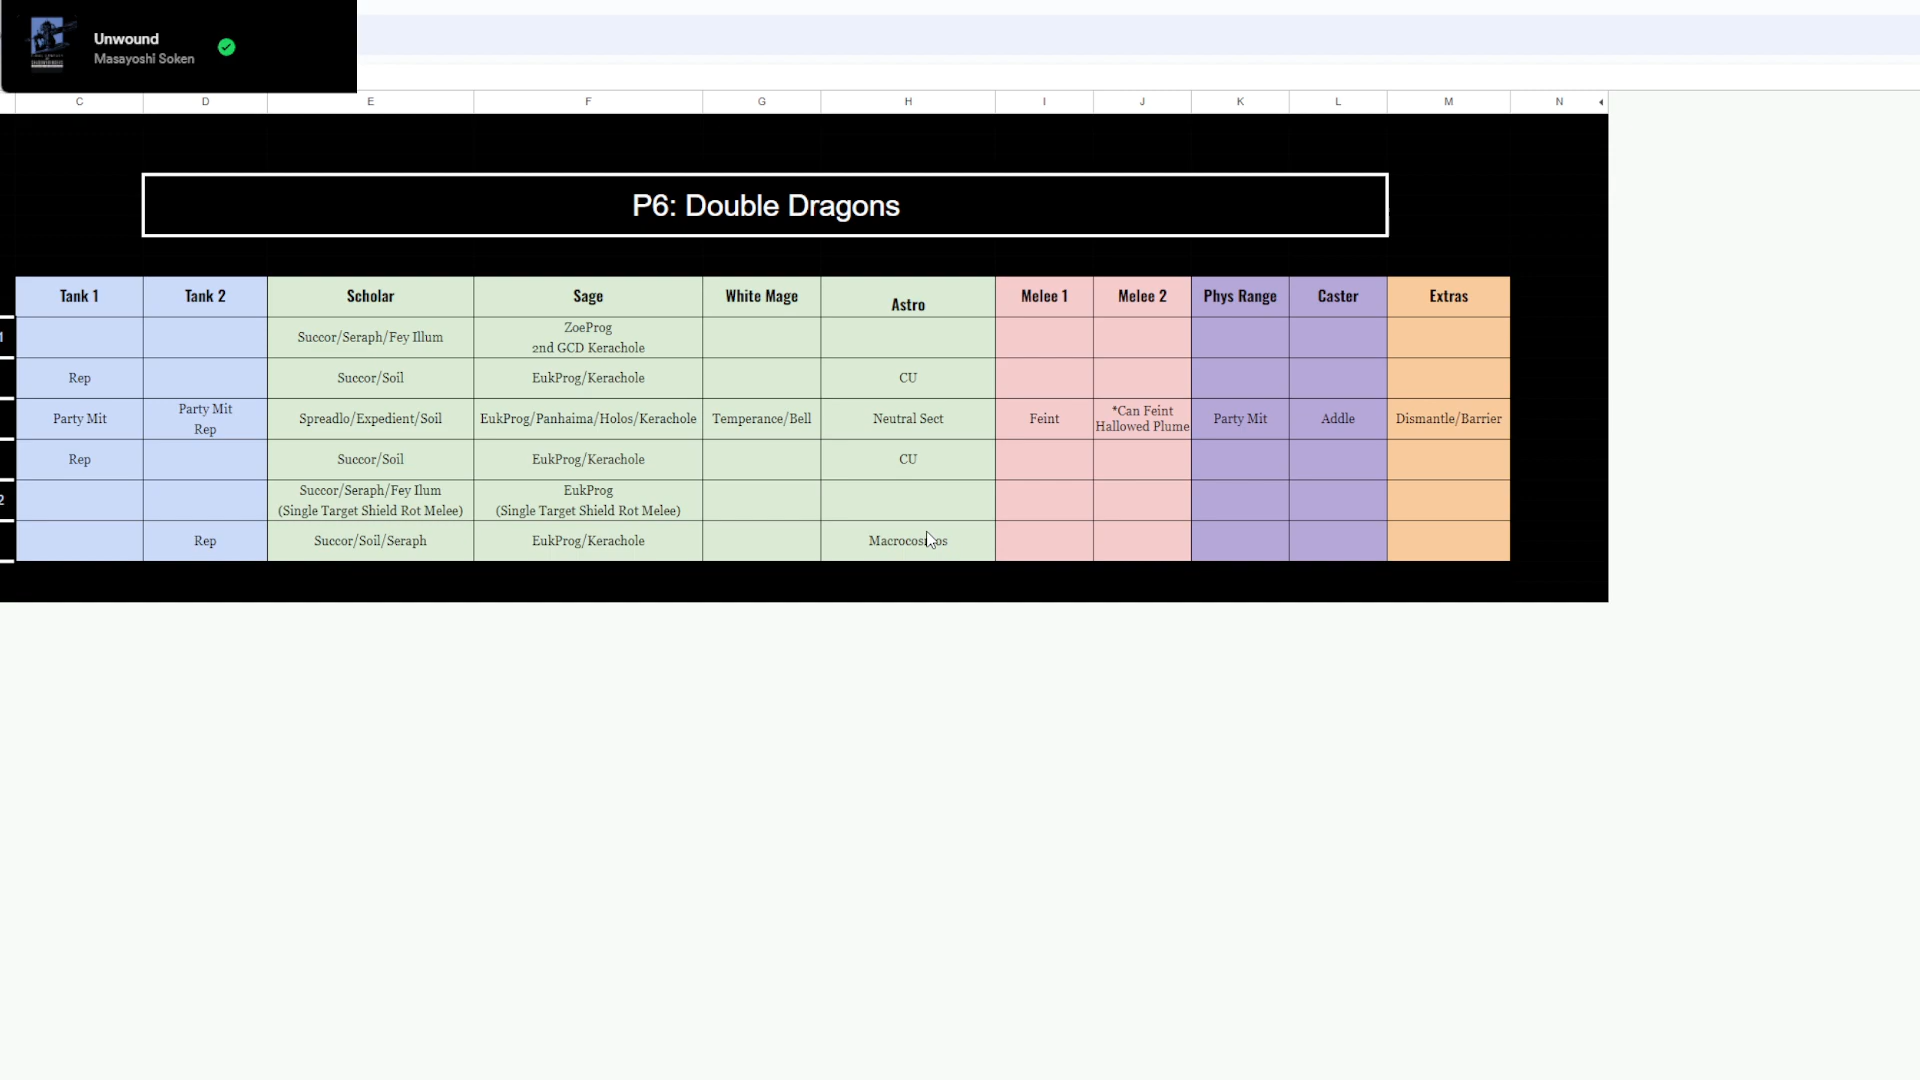 Unwound
Masayoshi Soken
C D E F G H I J K L M N
P6: Double Dragons
Tank 1 Tank 2 Scholar Sage White Mage Astro Melee 1 Melee 2 Phys Range Caster Extras
1 Succor/Seraph/Fey Illum ZoeProg
2nd GCD Kerachole
Rep Succor/Soil EukProg/Kerachole CU
Party Mit Party Mit
Rep Spreadlo/Expedient/Soil EukProg/Panhaima/Holos/Kerachole Temperance/Bell Neutral Sect Feint *Can Feint
Hallowed Plume Party Mit Addle Dismantle/Barrier
Rep Succor/Soil EukProg/Kerachole CU
2 Succor/Seraph/Fey Ilum
(Single Target Shield Rot Melee) EukProg
(Single Target Shield Rot Melee)
Rep Succor/Soil/Seraph EukProg/Kerachole Macrocosmos